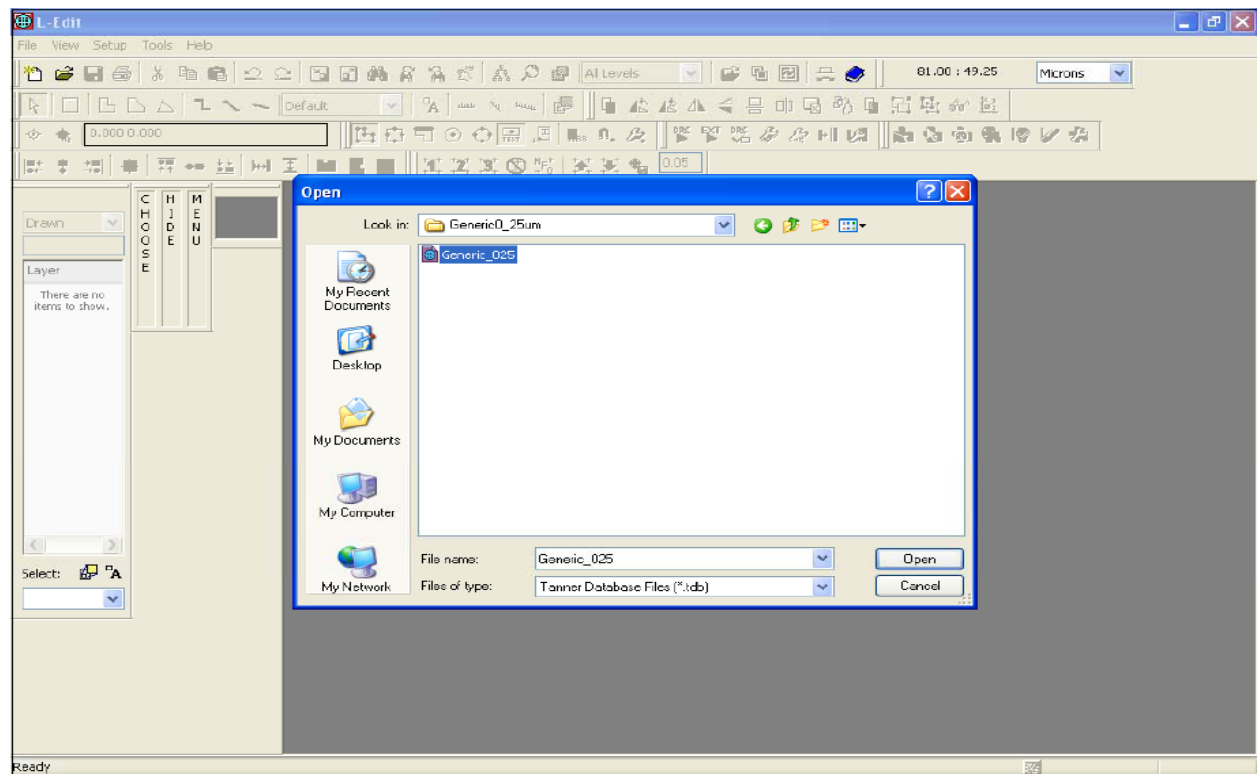 L-Edit
File View Setup Tools Help
All Levels
81.00 : 49.25
Microns
Default
0.000 0.000
0.05
Drawn
Layer
There are no
items to show.
CHOOSE
HIDE
MENU
Select:
Open
Look in:
Generic0_25um
Generic_025
My Recent
Documents
Desktop
My Documents
My Computer
My Network
File name:
Generic_025
Open
Files of type:
Tanner Database Files (*.tdb)
Cancel
Ready